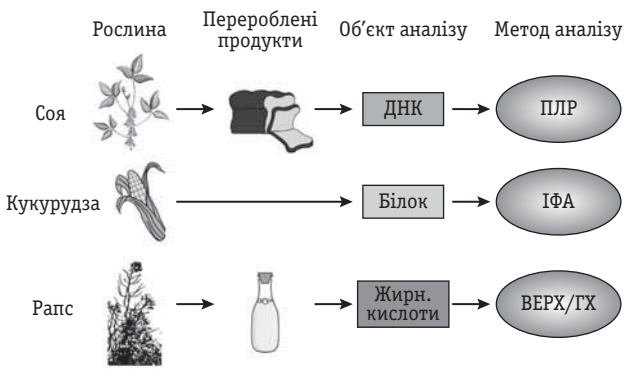 Рослина
Перероблені
продукти
Об’єкт аналізу
Метод аналізу
Соя
ДНК
ПЛР
Кукурудза
Білок
ІФА
Рапс
Жирн.
кислоти
ВЕРХ/ГХ